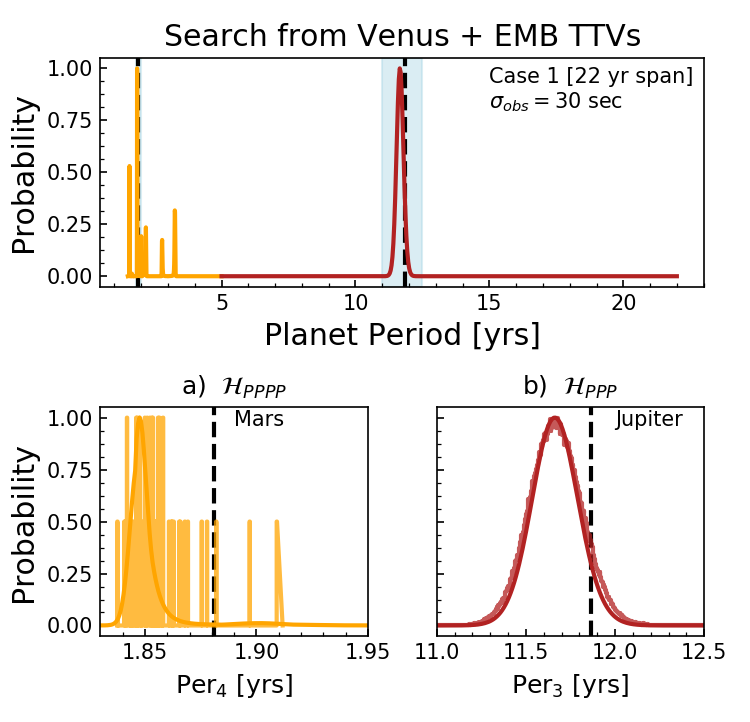 Search from Venus + EMB TTVs
1.00
0.75
0.50
0.25
0.00
Probability
Case 1 [22 yr span]
σ_obs = 30 sec
5 10 15 20
Planet Period [yrs]
a) ℋ_PPPP
1.00
0.75
0.50
0.25
0.00
Probability
Mars
1.85 1.90 1.95
Per₄ [yrs]
b) ℋ_PPP
Jupiter
11.0 11.5 12.0 12.5
Per₃ [yrs]